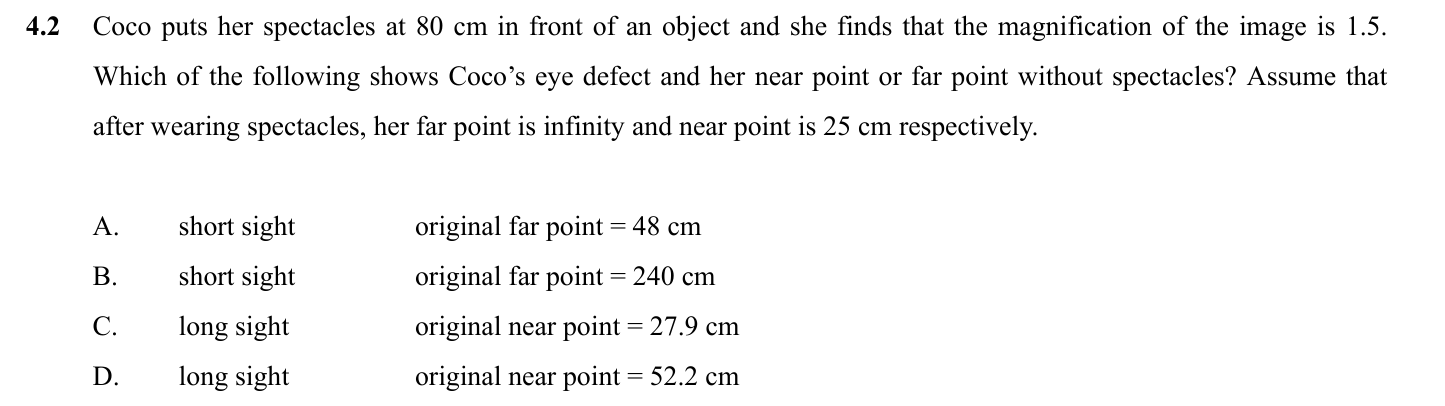 4.2 Coco puts her spectacles at 80 cm in front of an object and she finds that the magnification of the image is 1.5.
Which of the following shows Coco’s eye defect and her near point or far point without spectacles? Assume that
after wearing spectacles, her far point is infinity and near point is 25 cm respectively.
A. short sight original far point = 48 cm
B. short sight original far point = 240 cm
C. long sight original near point = 27.9 cm
D. long sight original near point = 52.2 cm